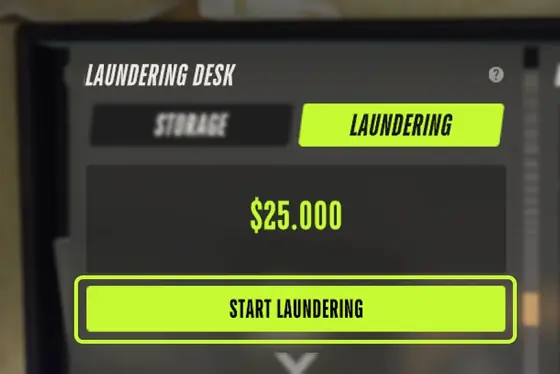 LAUNDERING DESK
?
STORAGE
LAUNDERING
$25.000
START LAUNDERING